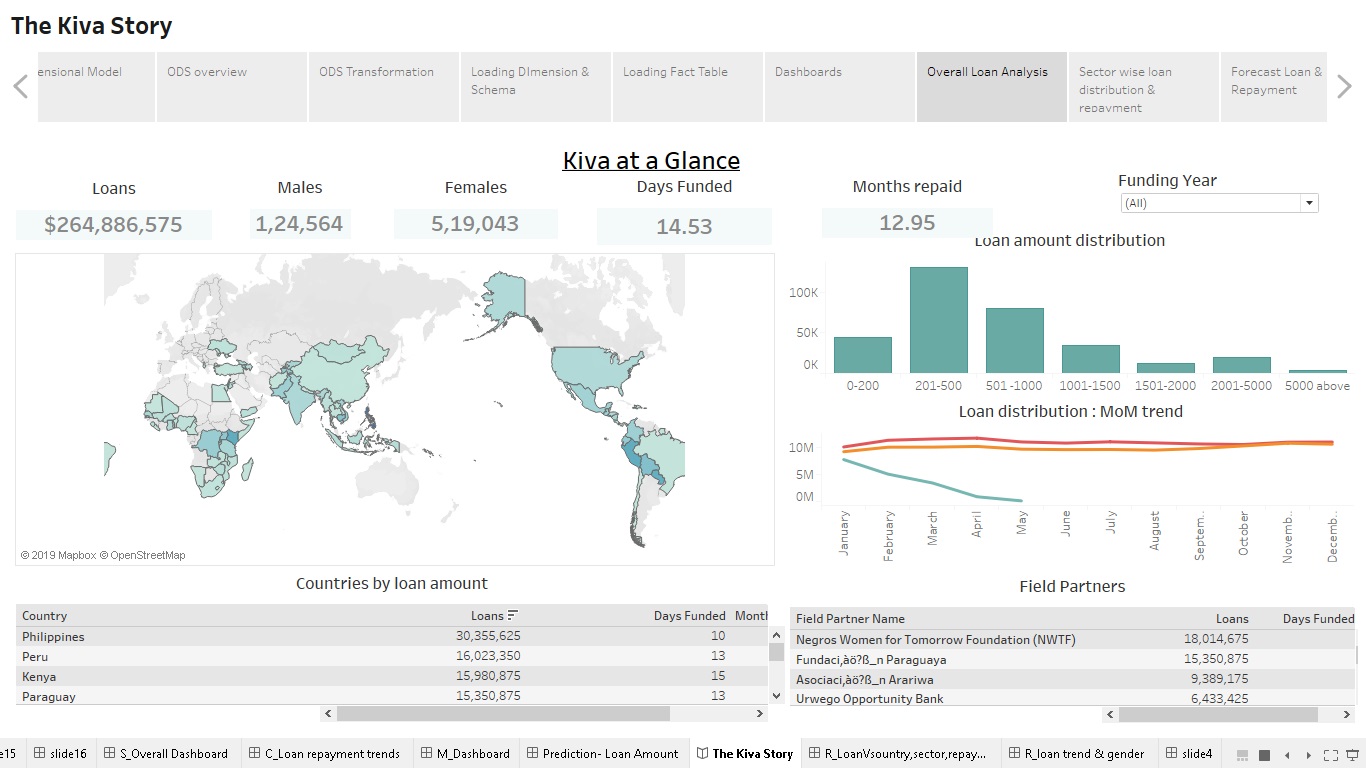 The Kiva Story
ensional Model
ODS overview
ODS Transformation
Loading DImension &
Schema
Loading Fact Table
Dashboards
Overall Loan Analysis
Sector wise loan
distribution &
repayment
Forecast Loan &
Repayment
Kiva at a Glance
Loans
Males
Females
Days Funded
Months repaid
Funding Year
$264,886,575
1,24,564
5,19,043
14.53
12.95
(All)
Loan amount distribution
100K
50K
0K
0-200
201-500
501-1000
1001-1500
1501-2000
2001-5000
5000 above
Loan distribution : MoM trend
10M
5M
0M
January
February
March
April
May
June
July
August
Septem..
October
Novemb..
Decemb..
© 2019 Mapbox © OpenStreetMap
Countries by loan amount
Country Loans Days Funded Month
Philippines 30,355,625 10
Peru 16,023,350 13
Kenya 15,980,875 15
Paraguay 15,350,875 13
Field Partners
Field Partner Name Loans Days Funded
Negros Women for Tomorrow Foundation (NWTF) 18,014,675
Fundaci‚àö?ß_n Paraguaya 15,350,875
Asociaci‚àö?ß_n Arariwa 9,389,175
Urwego Opportunity Bank 6,433,425
e15
slide16
S_Overall Dashboard
C_Loan repayment trends
M_Dashboard
Prediction- Loan Amount
The Kiva Story
R_LoanVsountry,sector,repay...
R_loan trend & gender
slide4